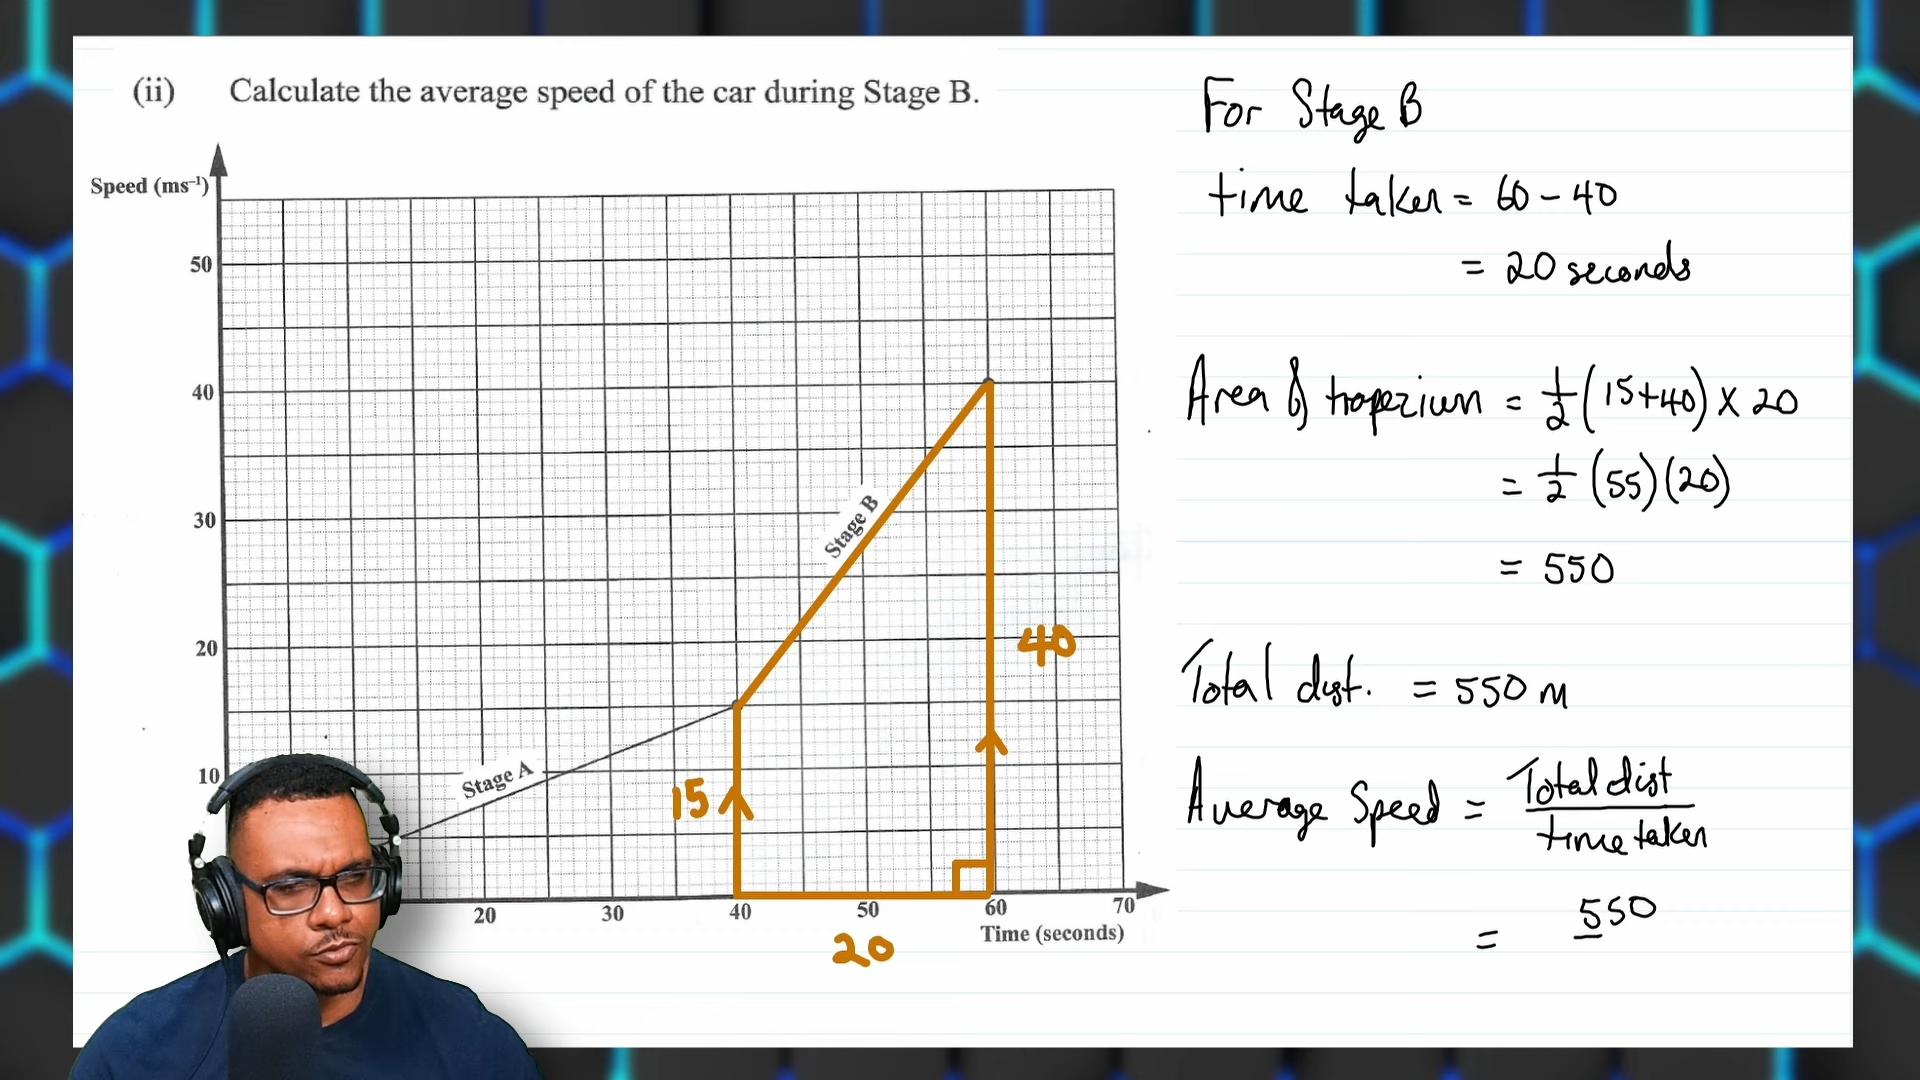 (ii) Calculate the average speed of the car during Stage B.
Speed (ms⁻¹)
50
40
30
20
10
Stage A
Stage B
15
40
20 30 40 50 60 70
Time (seconds)
20
For Stage B
time taken = 60 - 40
= 20 seconds
Area of trapezium = 1/2 (15+40) x 20
= 1/2 (55)(20)
= 550
Total dist. = 550 m
Average Speed = Total dist / time taken
= 550